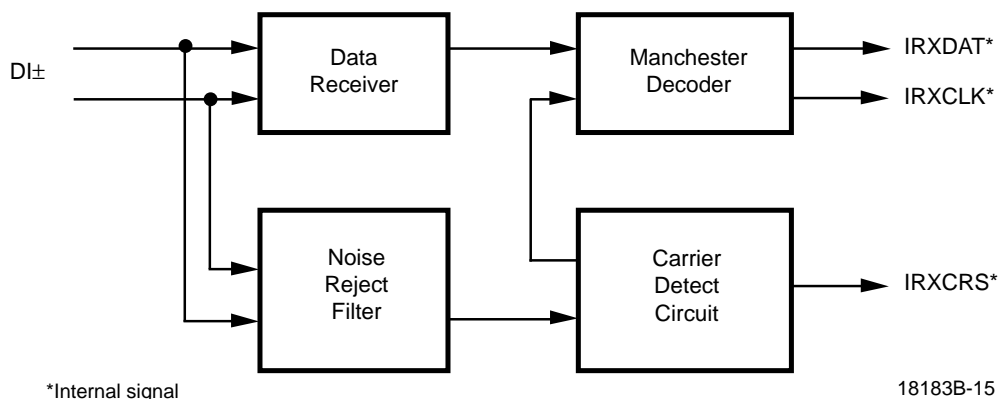 DI±
Data
Receiver
Manchester
Decoder
IRXDAT*
IRXCLK*
Noise
Reject
Filter
Carrier
Detect
Circuit
IRXCRS*
*Internal signal
18183B-15